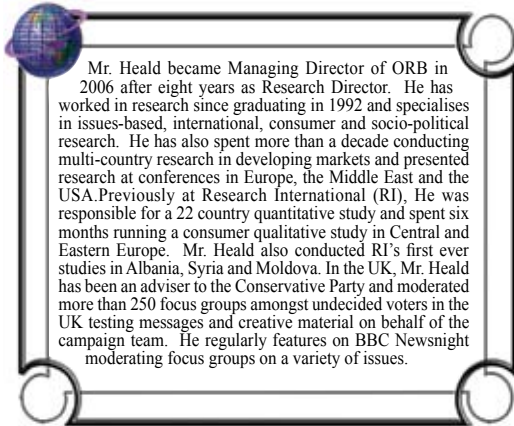 Mr. Heald became Managing Director of ORB in
2006 after eight years as Research Director. He has
worked in research since graduating in 1992 and specialises
in issues-based, international, consumer and socio-political
research. He has also spent more than a decade conducting
multi-country research in developing markets and presented
research at conferences in Europe, the Middle East and the
USA.Previously at Research International (RI), He was
responsible for a 22 country quantitative study and spent six
months running a consumer qualitative study in Central and
Eastern Europe. Mr. Heald also conducted RI's first ever
studies in Albania, Syria and Moldova. In the UK, Mr. Heald
has been an adviser to the Conservative Party and moderated
more than 250 focus groups amongst undecided voters in the
UK testing messages and creative material on behalf of the
campaign team. He regularly features on BBC Newsnight
moderating focus groups on a variety of issues.